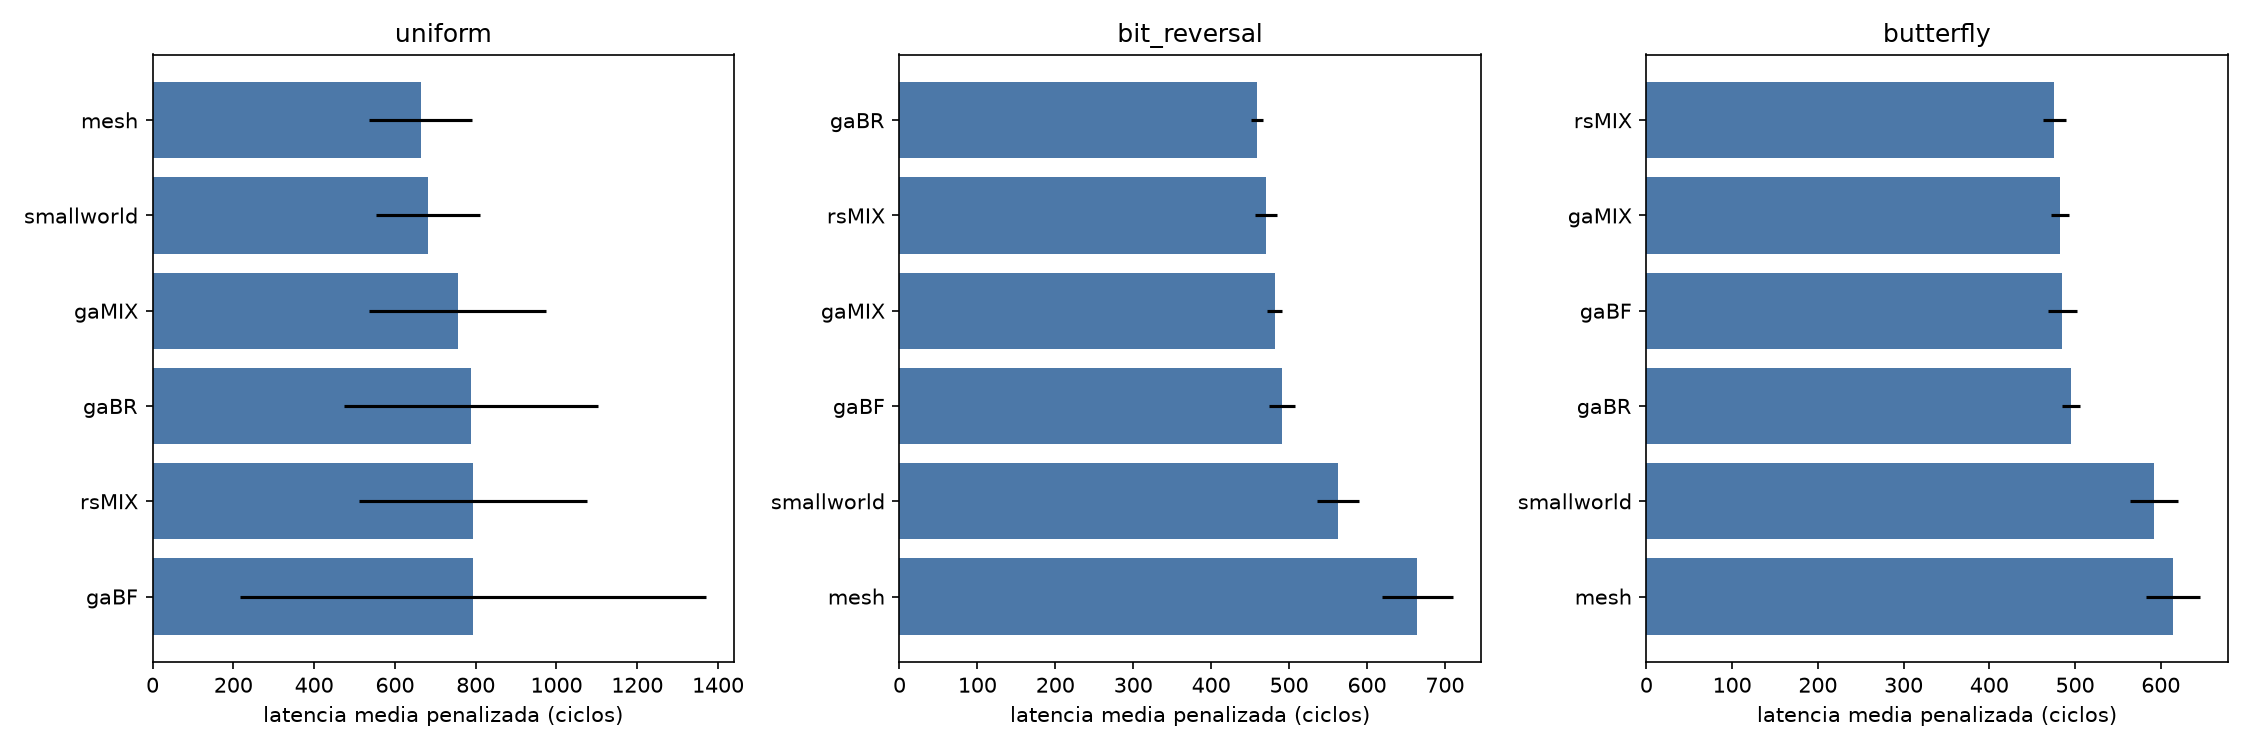 uniform
mesh
smallworld
gaMIX
gaBR
rsMIX
gaBF
0 200 400 600 800 1000 1200 1400
latencia media penalizada (ciclos)
bit_reversal
gaBR
rsMIX
gaMIX
gaBF
smallworld
mesh
0 100 200 300 400 500 600 700
latencia media penalizada (ciclos)
butterfly
rsMIX
gaMIX
gaBF
gaBR
smallworld
mesh
0 100 200 300 400 500 600
latencia media penalizada (ciclos)